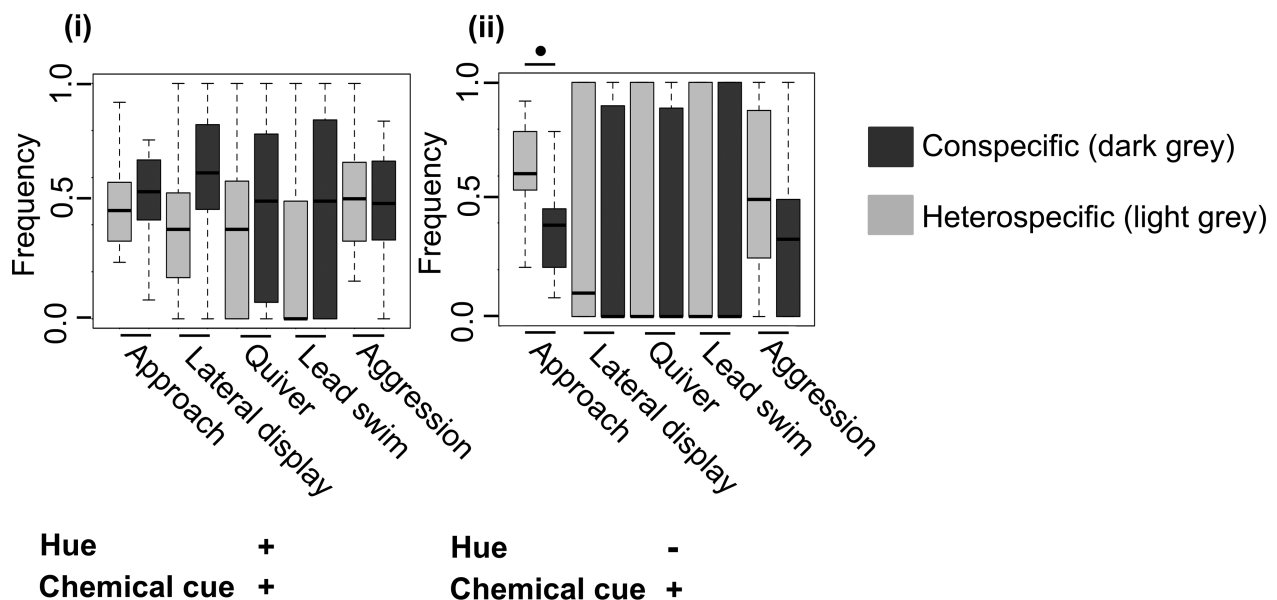 (i)
Frequency
1.0
0.5
0.0
Approach
Lateral display
Quiver
Lead swim
Aggression
Hue +
Chemical cue +
(ii)
Frequency
1.0
0.5
0.0
Approach
Lateral display
Quiver
Lead swim
Aggression
Hue -
Chemical cue +
Conspecific (dark grey)
Heterospecific (light grey)